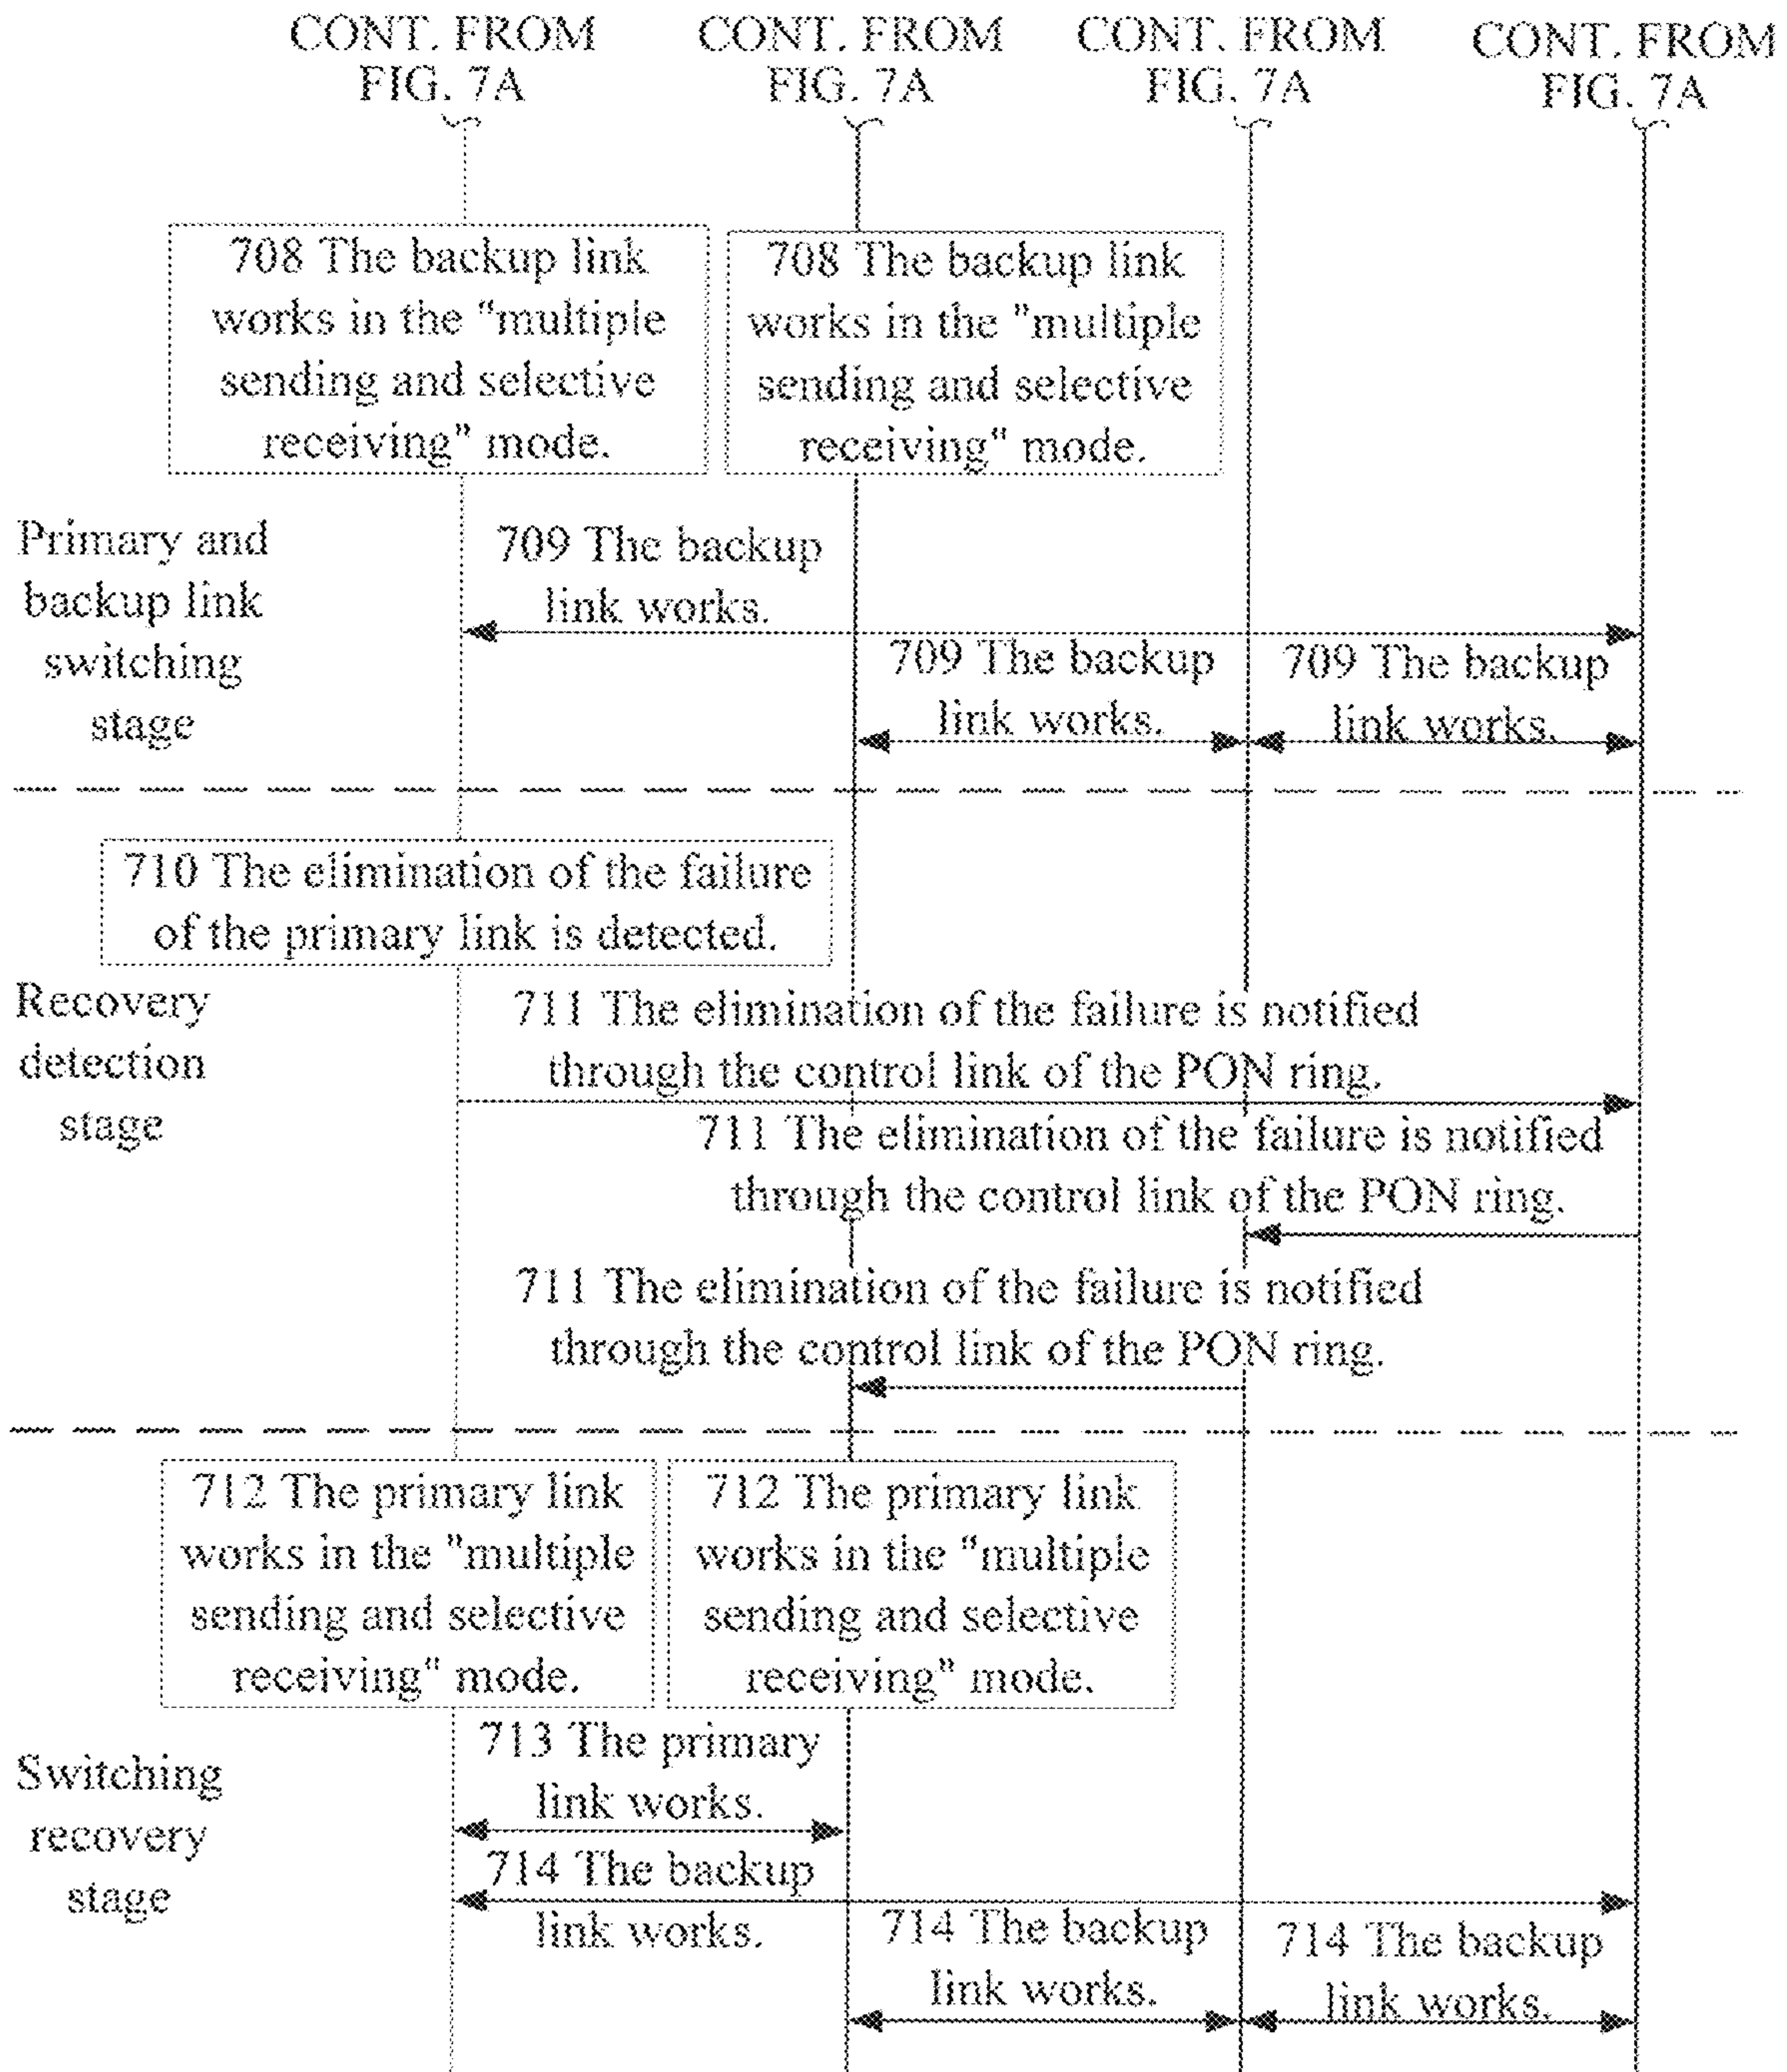 CONT. FROM
FIG. 7A
CONT. FROM
FIG. 7A
CONT. FROM
FIG. 7A
CONT. FROM
FIG. 7A
708 The backup link
works in the "multiple
sending and selective
receiving" mode.
708 The backup link
works in the "multiple
sending and selective
receiving" mode.
Primary and
backup link
switching
stage
709 The backup
link works.
709 The backup
link works.
709 The backup
link works.
710 The elimination of the failure
of the primary link is detected.
Recovery
detection
stage
711 The elimination of the failure is notified
through the control link of the PON ring.
711 The elimination of the failure is notified
through the control link of the PON ring.
711 The elimination of the failure is notified
through the control link of the PON ring.
712 The primary link
works in the "multiple
sending and selective
receiving" mode.
712 The primary link
works in the "multiple
sending and selective
receiving" mode.
Switching
recovery
stage
713 The primary
link works.
714 The backup
link works.
714 The backup
link works.
714 The backup
link works.